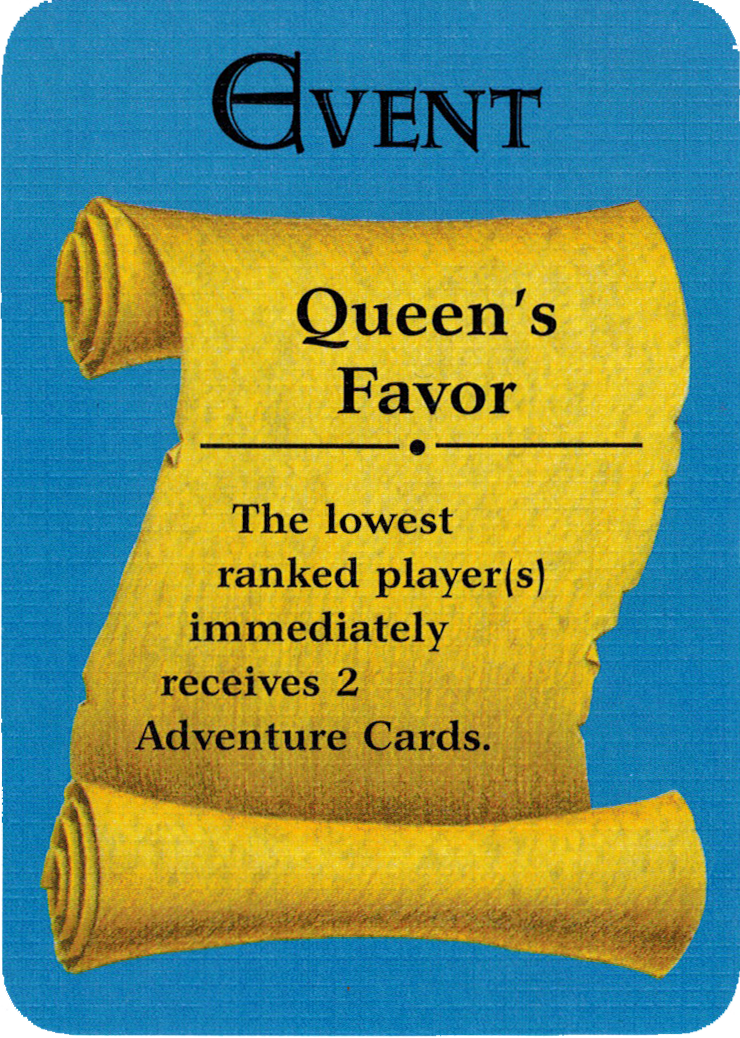 EVENT
Queen's
Favor
The lowest
ranked player(s)
immediately
receives 2
Adventure Cards.